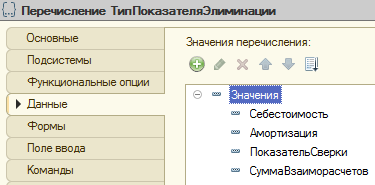 Перечисление ТипПоказателяЭлиминации
Основные
Подсистемы
Функциональные опции
Данные
Формы
Поле ввода
Команды
Значения перечисления:
Значения
Себестоимость
Амортизация
ПоказательСверки
СуммаВзаиморасчетов